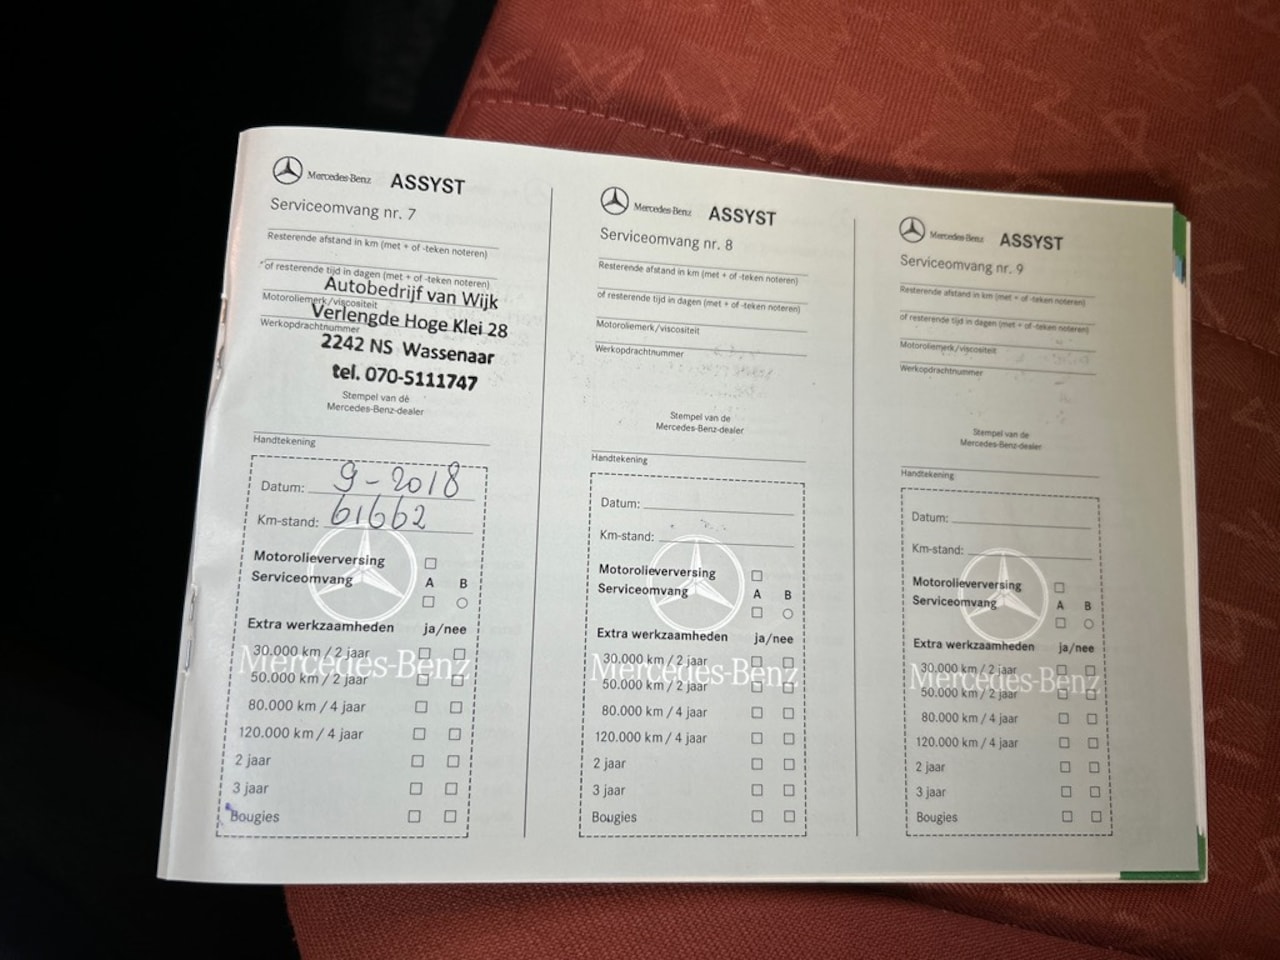 Mercedes-Benz ASSYST
Serviceomvang nr. 7
Resterende afstand in km (met + of -teken noteren)
of resterende tijd in dagen (met + of -teken noteren)
Autobedrijf van Wijk
Motoroliemerk/viscositeit
Verlengde Hoge Klei 28
Werkopdrachtnummer
2242 NS Wassenaar
tel. 070-5111747
Stempel van de
Mercedes-Benz-dealer
Handtekening
Datum: 9-2018
Km-stand: 61662
Motorolieverversing
Serviceomvang A B
Extra werkzaamheden ja/nee
30.000 km / 2 jaar
Mercedes-Benz
50.000 km / 2 jaar
80.000 km / 4 jaar
120.000 km / 4 jaar
2 jaar
3 jaar
Bougies
Mercedes-Benz ASSYST
Serviceomvang nr. 8
Resterende afstand in km (met + of -teken noteren)
of resterende tijd in dagen (met + of -teken noteren)
Motoroliemerk/viscositeit
Werkopdrachtnummer
Stempel van de
Mercedes-Benz-dealer
Handtekening
Datum:
Km-stand:
Motorolieverversing
Serviceomvang A B
Extra werkzaamheden ja/nee
30.000 km / 2 jaar
Mercedes-Benz
50.000 km / 2 jaar
80.000 km / 4 jaar
120.000 km / 4 jaar
2 jaar
3 jaar
Bougies
Mercedes-Benz ASSYST
Serviceomvang nr. 9
Resterende afstand in km (met + of -teken noteren)
of resterende tijd in dagen (met + of -teken noteren)
Motoroliemerk/viscositeit
Werkopdrachtnummer
Stempel van de
Mercedes-Benz-dealer
Handtekening
Datum:
Km-stand:
Motorolieverversing
Serviceomvang A B
Extra werkzaamheden ja/nee
30.000 km / 2 jaar
Mercedes-Benz
50.000 km / 2 jaar
80.000 km / 4 jaar
120.000 km / 4 jaar
2 jaar
3 jaar
Bougies